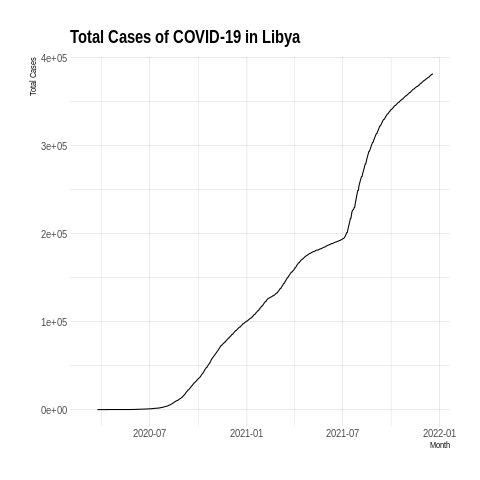 Total Cases of COVID-19 in Libya
Total Cases
4e+05
3e+05
2e+05
1e+05
0e+00
2020-07 2021-01 2021-07 2022-01
Month